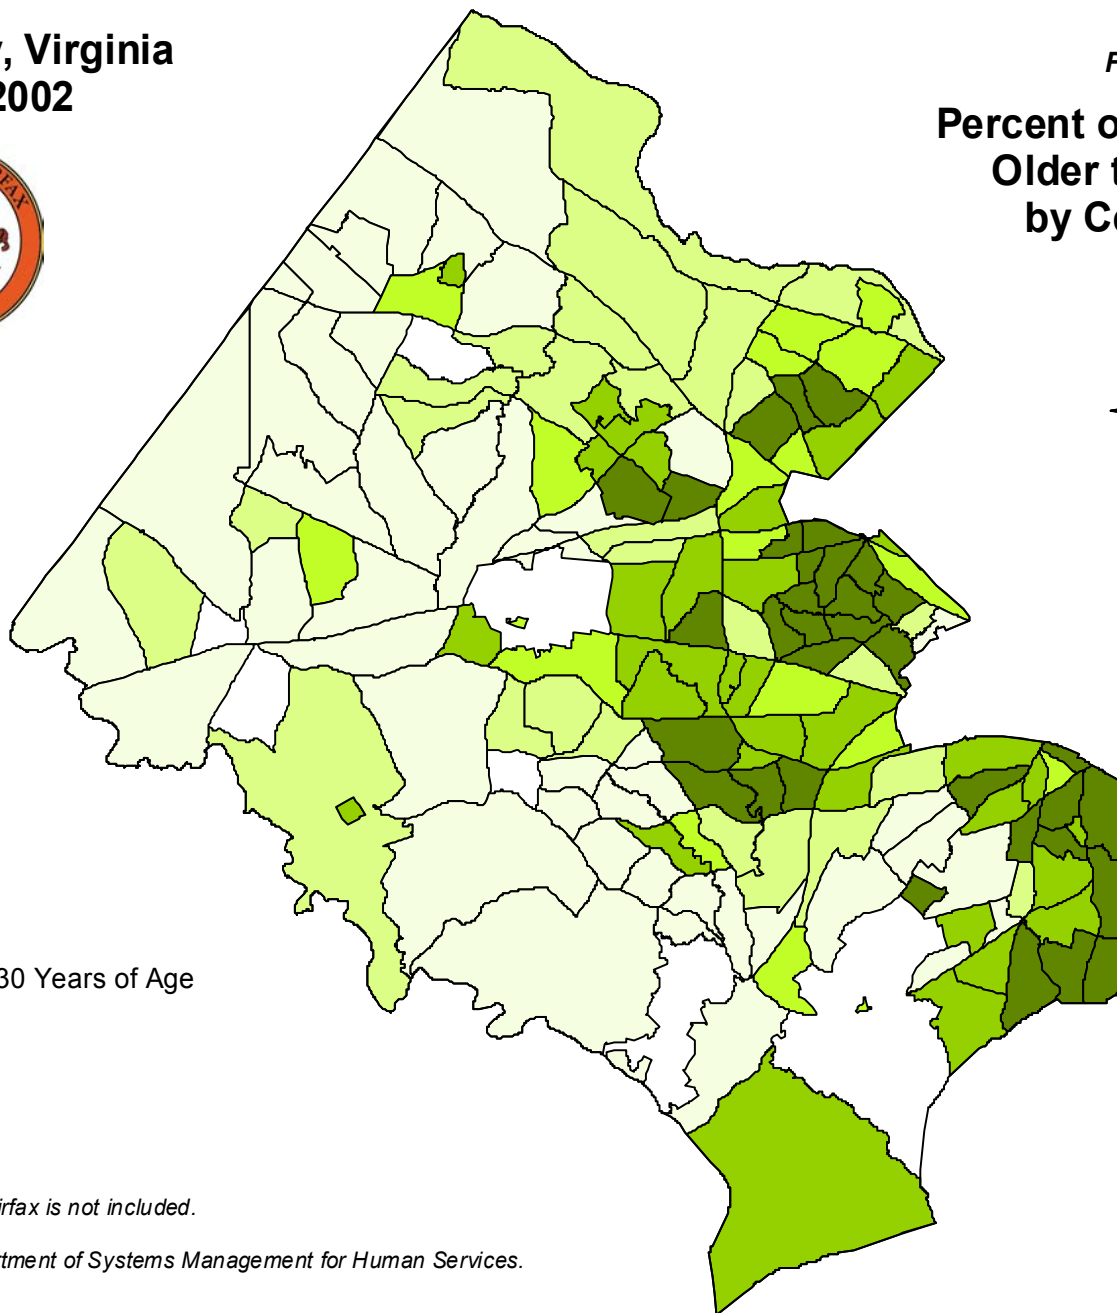 , Virginia
2002
F
Percent o
Older t
by Co
FAX
30 Years of Age
irfax is not included.
rtment of Systems Management for Human Services.